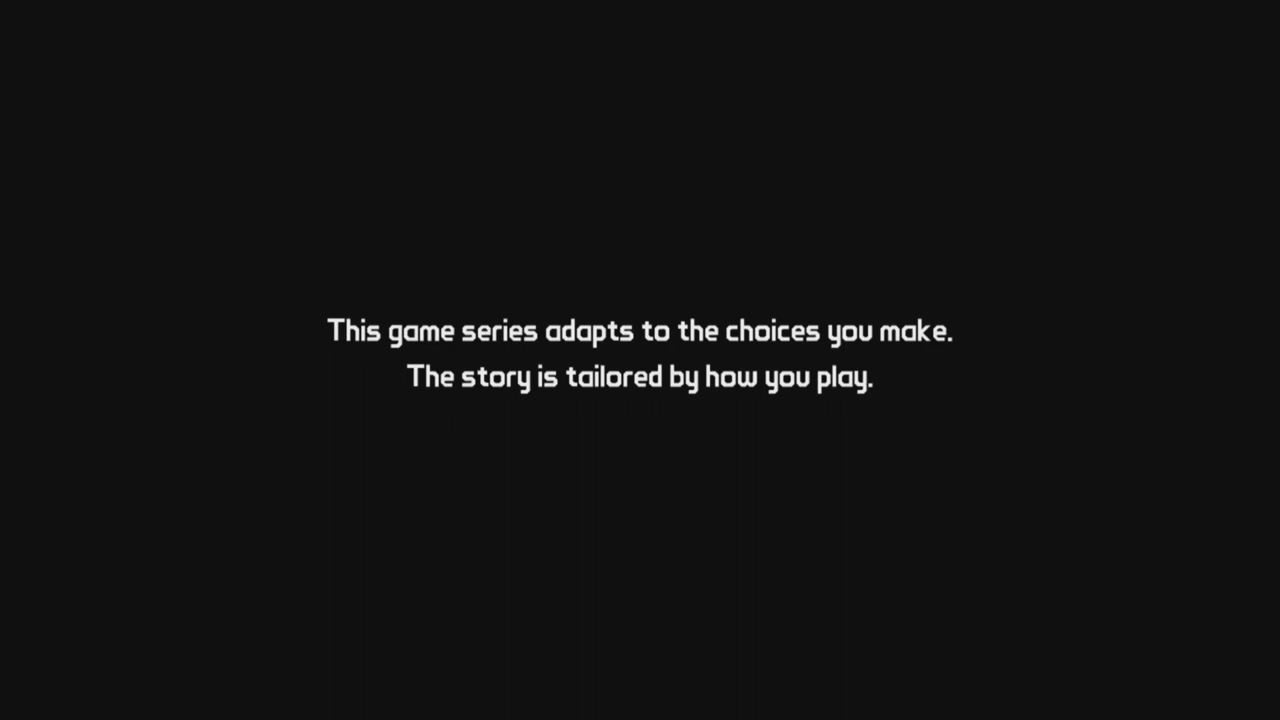 This game series adapts to the choices you make.
The story is tailored by how you play.